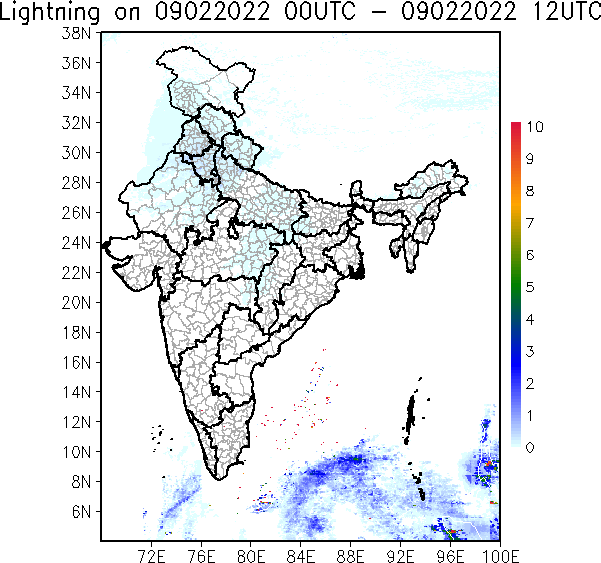 Lightning on 09022022 00UTC – 09022022 12UTC
38N
36N
34N
32N
30N
28N
26N
24N
22N
20N
18N
16N
14N
12N
10N
8N
6N
72E 76E 80E 84E 88E 92E 96E 100E
10
9
8
7
6
5
4
3
2
1
0